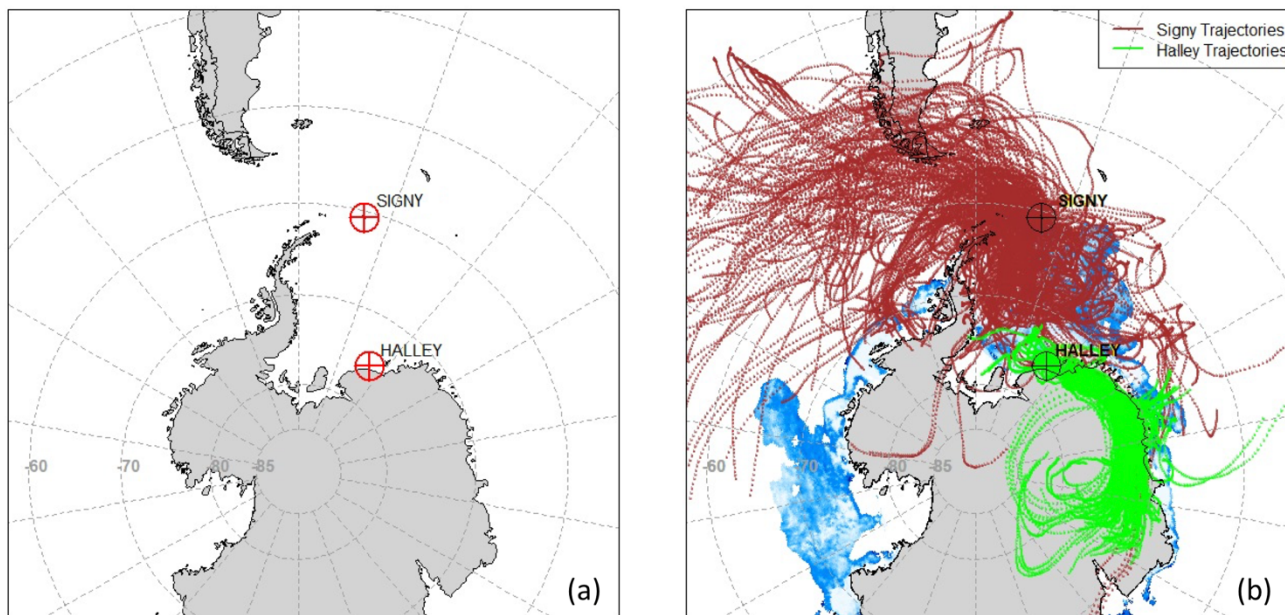 SIGNY
HALLEY
-60
-70
-80
-85
(a)
Signy Trajectories
Halley Trajectories
SIGNY
HALLEY
-60
-70
-80
-85
(b)